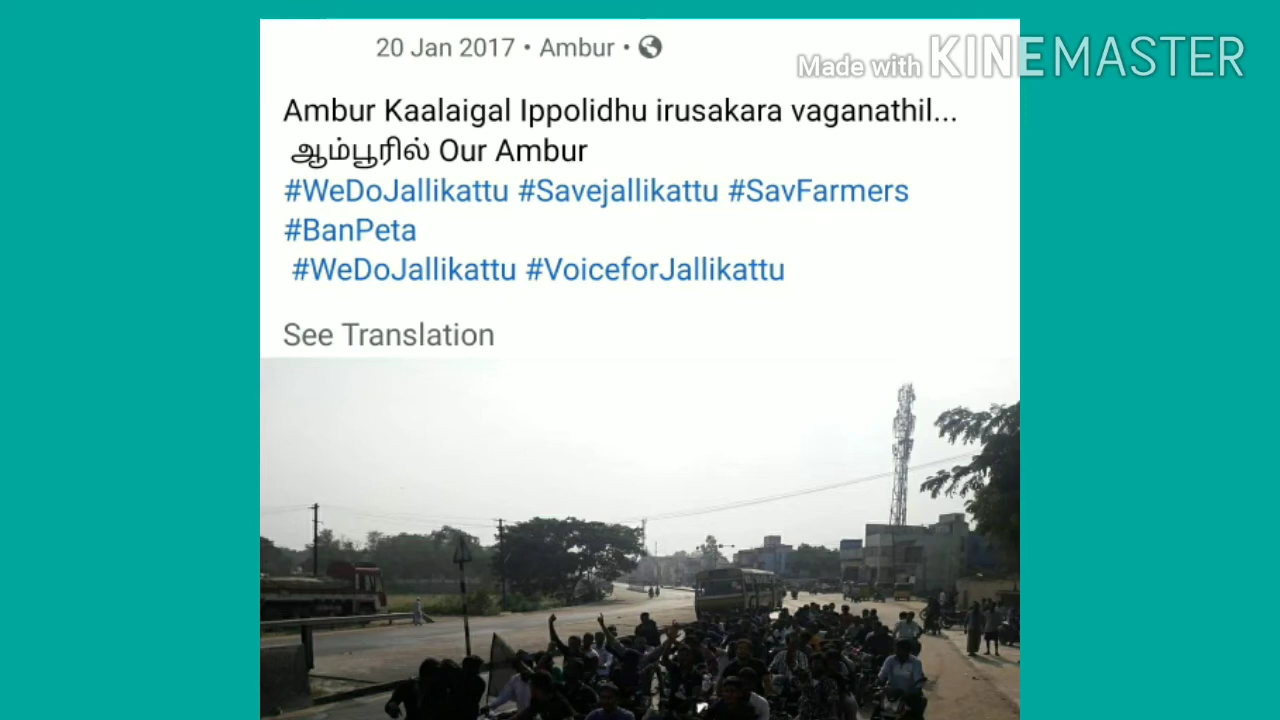 20 Jan 2017 • Ambur •
Made with KINEMASTER
Ambur Kaalaigal Ippolidhu irusakara vaganathil...
ஆம்பூரில் Our Ambur
#WeDoJallikattu #Savejallikattu #SavFarmers
#BanPeta
#WeDoJallikattu #VoiceforJallikattu
See Translation